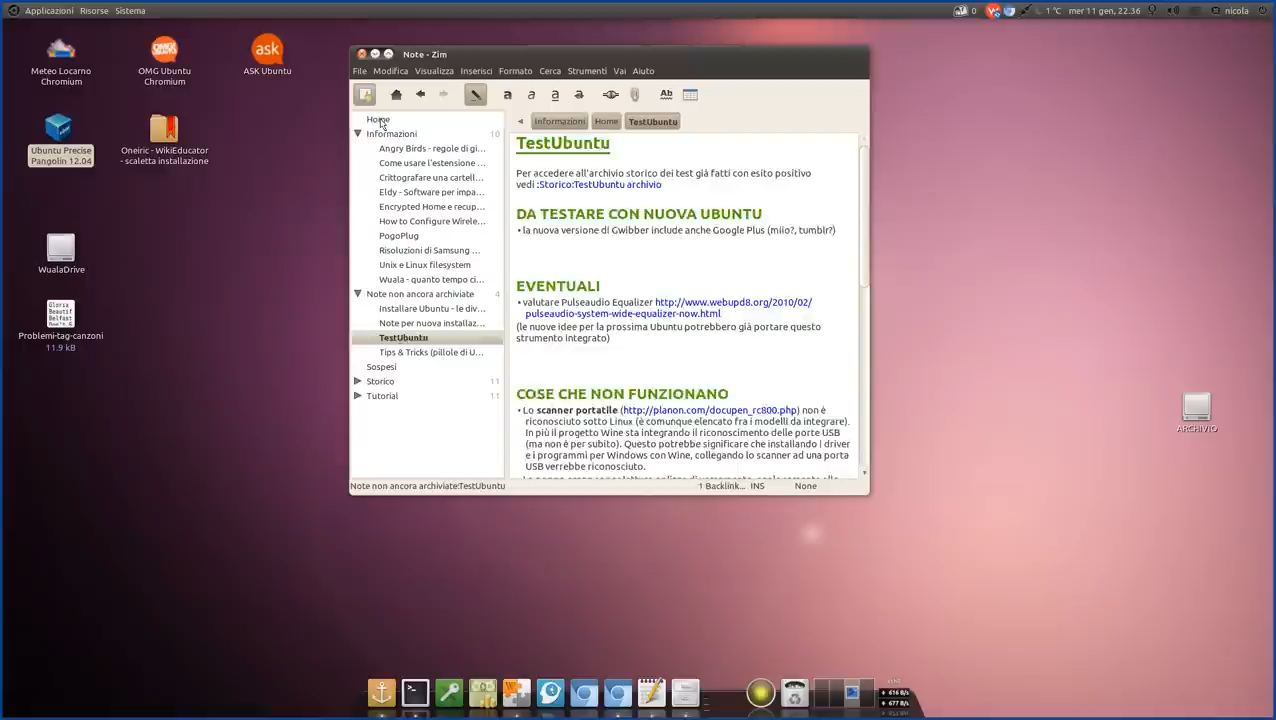 Applicazioni Risorse Sistema
0
1 °C mer 11 gen, 22.36
nicola
Meteo Locarno
Chromium
OMG Ubuntu
Chromium
ask
ASK Ubuntu
Ubuntu Precise
Pangolin 12.04
Oneiric - WikiEducator
- scaletta installazione
WualaDrive
Gloria
Beautif
Belfast
Problemi-tag-canzoni
11.9 kB
ARCHIVIO
Note - Zim
File Modifica Visualizza Inserisci Formato Cerca Strumenti Vai Aiuto
a a a a Ab
Home
Informazioni 10
Angry Birds - regole di gi...
Come usare l'estensione ...
Crittografare una cartell...
Eldy - Software per impa...
Encrypted Home e recup...
How to Configure Wirele...
PogoPlug
Risoluzioni di Samsung ...
Unix e Linux filesystem
Wuala - quanto tempo ci...
Note non ancora archiviate 4
Installare Ubuntu - le div...
Note per nuova installaz...
TestUbuntu
Tips & Tricks (pillole di U...
Sospesi
Storico 11
Tutorial 11
Informazioni Home TestUbuntu
TestUbuntu
Per accedere all'archivio storico dei test già fatti con esito positivo
vedi :Storico:TestUbuntu archivio
DA TESTARE CON NUOVA UBUNTU
• la nuova versione di Gwibber include anche Google Plus (miio?, tumblr?)
EVENTUALI
• valutare Pulseaudio Equalizer http://www.webupd8.org/2010/02/
pulseaudio-system-wide-equalizer-now.html
(le nuove idee per la prossima Ubuntu potrebbero già portare questo
strumento integrato)
COSE CHE NON FUNZIONANO
• Lo scanner portatile (http://planon.com/docupen_rc800.php) non è
riconosciuto sotto Linux (è comunque elencato fra i modelli da integrare).
In più il progetto Wine sta integrando il riconoscimento delle porte USB
(ma non è per subito). Questo potrebbe significare che installando i driver
e i programmi per Windows con Wine, collegando lo scanner ad una porta
USB verrebbe riconosciuto.
Note non ancora archiviate:TestUbuntu
1 Backlink... INS None
616 B/s
677 B/s